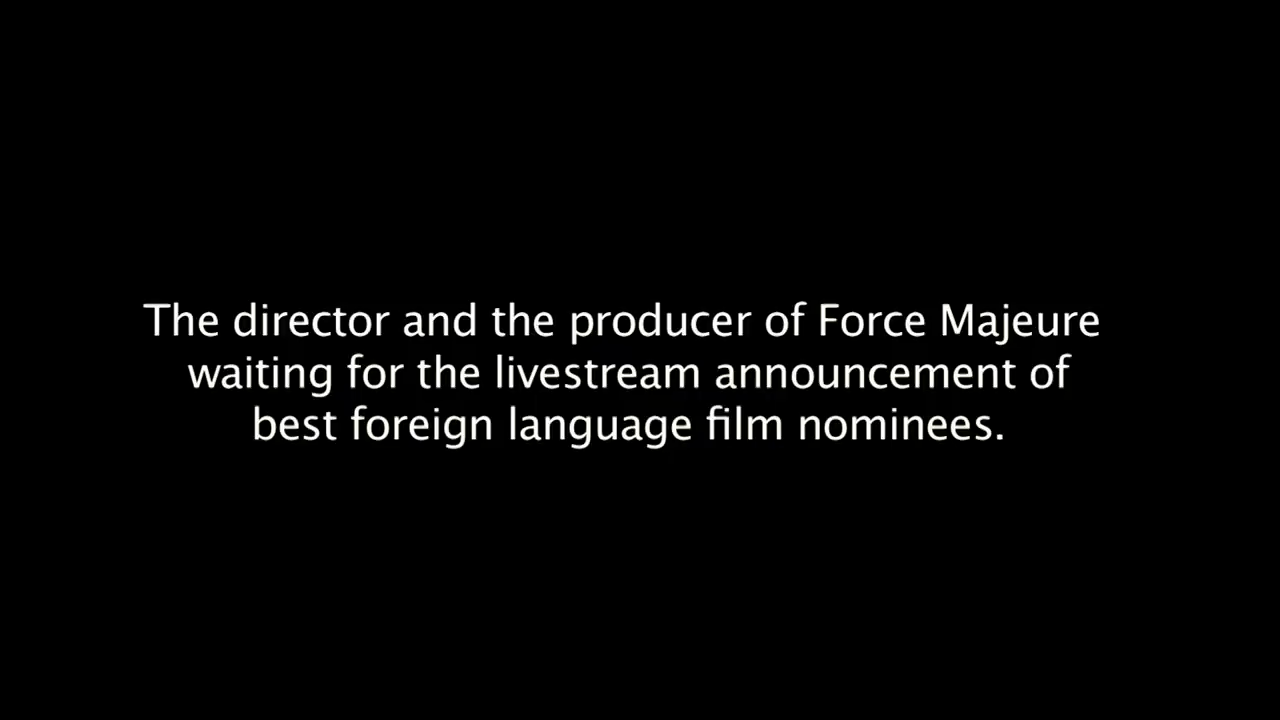 The director and the producer of Force Majeure
waiting for the livestream announcement of
best foreign language film nominees.